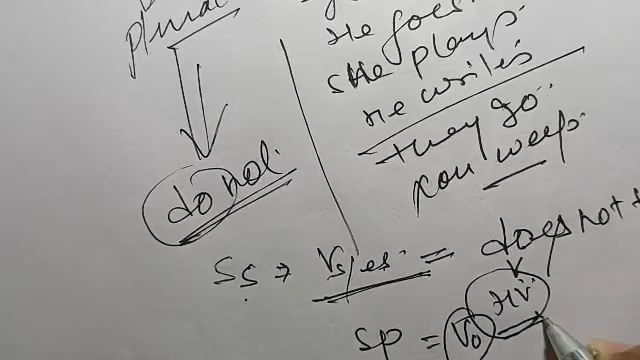 plural
He goes.
she plays.
He writes
They go
you weep.
do not.
Ss → Vs/es = does not +
HV
Sp = V0